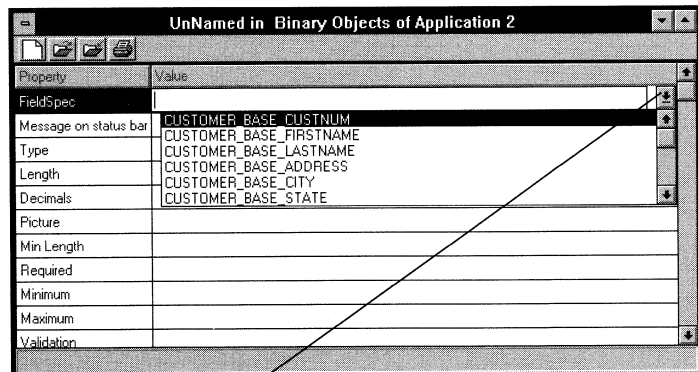 UnNamed in Binary Objects of Application 2
Property Value
FieldSpec
CUSTOMER_BASE_CUSTNUM
Message on status bar
CUSTOMER_BASE_FIRSTNAME
CUSTOMER_BASE_LASTNAME
Type
CUSTOMER_BASE_ADDRESS
Length
CUSTOMER_BASE_CITY
Decimals
CUSTOMER_BASE_STATE
Picture
Min Length
Required
Minimum
Maximum
Validation